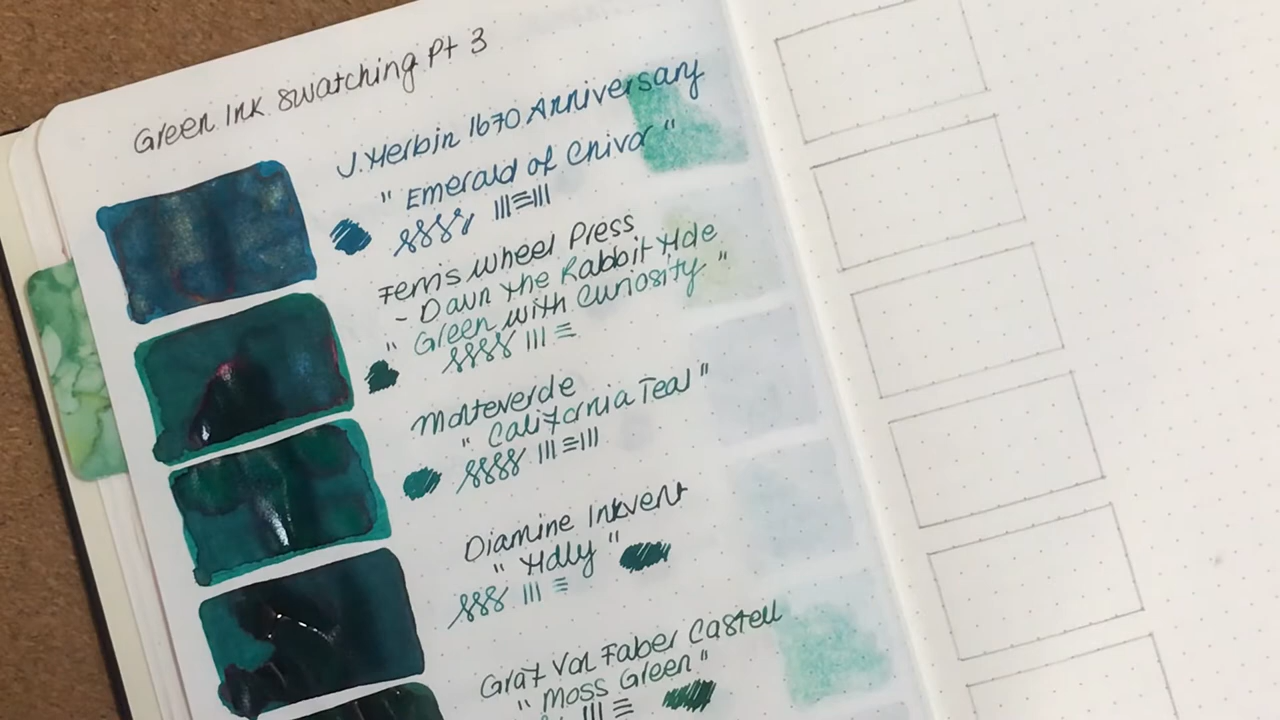 Green Ink Swatching Pt 3
J. Herbin 1670 Anniversary
" Emerald of Chivor "
Ferris Wheel Press
- Down the Rabbit Hole
" Green with Curiosity "
Monteverde
" California Teal "
Diamine Inkvent
" Holly "
Graf Von Faber Castell
" Moss Green "